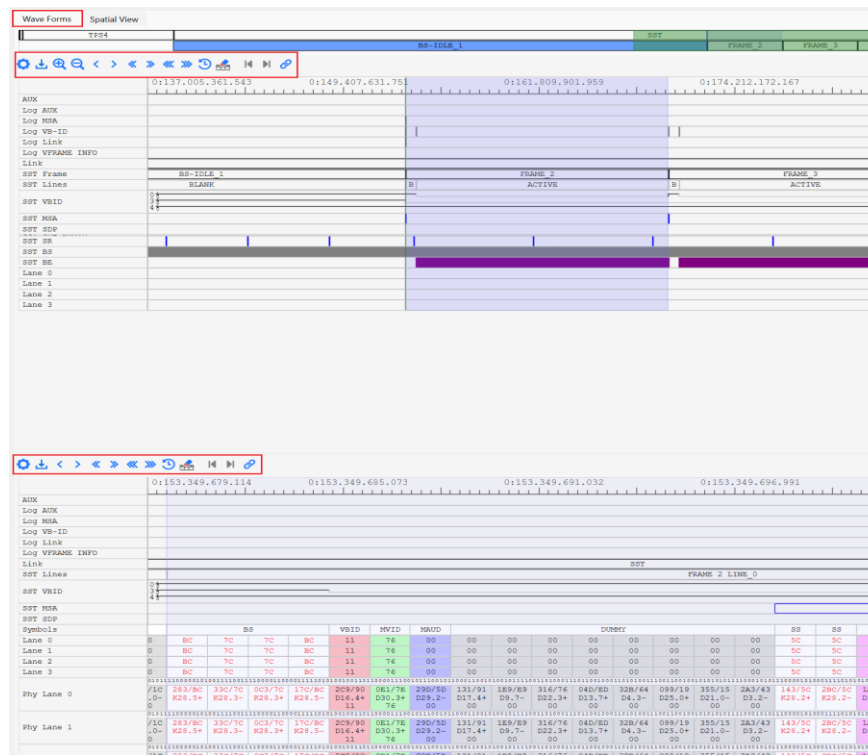 Wave Forms Spatial View
TPS4 SST
BS-IDLE_1 FRAME_2 FRAME_3
0:137.005.361.543 0:149.407.631.751 0:161.809.901.959 0:174.212.172.167
AUX
Log AUX
Log MSA
Log VB-ID
Log Link
Log VFRAME INFO
Link
SST Frame BS-IDLE_1 FRAME_2 FRAME_3
SST Lines BLANK B ACTIVE B ACTIVE
SST VBID 0 3 4
SST MSA
SST SDP
SST SR
SST BS
SST BE
Lane 0
Lane 1
Lane 2
Lane 3
0:153.349.679.114 0:153.349.685.073 0:153.349.691.032 0:153.349.696.991
AUX
Log AUX
Log MSA
Log VB-ID
Log Link
Log VFRAME INFO
Link SST
SST Lines FRAME 2 LINE_0
SST VBID 0 3 4
SST MSA
SST SDP
Symbols BS VBID MVID MAUD DUMMY SS SS
Lane 0 0 BC 7C 7C BC 11 76 00 00 00 00 00 00 00 00 00 5C 5C
Lane 1 0 BC 7C 7C BC 11 76 00 00 00 00 00 00 00 00 00 5C 5C
Lane 2 0 BC 7C 7C BC 11 76 00 00 00 00 00 00 00 00 00 5C 5C
Lane 3 0 BC 7C 7C BC 11 76 00 00 00 00 00 00 00 00 00 5C 5C
/1C 283/BC 33C/7C 0C3/7C 17C/BC 2C9/90 0E1/7E 29D/5D 131/91 1E9/E9 316/76 04D/ED 32B/64 099/19 355/15 2A3/43 143/5C 2BC/5C
Phy Lane 0 .0- K28.5+ K28.3- K28.3+ K28.5- D16.4+ D30.3+ D29.2- D17.4+ D9.7- D22.3+ D13.7+ D4.3- D25.0+ D21.0- D3.2- K28.2+ K28.2-
0 11 76 00 00 00 00 00 00 00 00 00
/1C 283/BC 33C/7C 0C3/7C 17C/BC 2C9/90 0E1/7E 29D/5D 131/91 1E9/E9 316/76 04D/ED 32B/64 099/19 355/15 2A3/43 143/5C 2BC/5C
Phy Lane 1 .0- K28.5+ K28.3- K28.3+ K28.5- D16.4+ D30.3+ D29.2- D17.4+ D9.7- D22.3+ D13.7+ D4.3- D25.0+ D21.0- D3.2- K28.2+ K28.2-
0 11 76 00 00 00 00 00 00 00 00 00